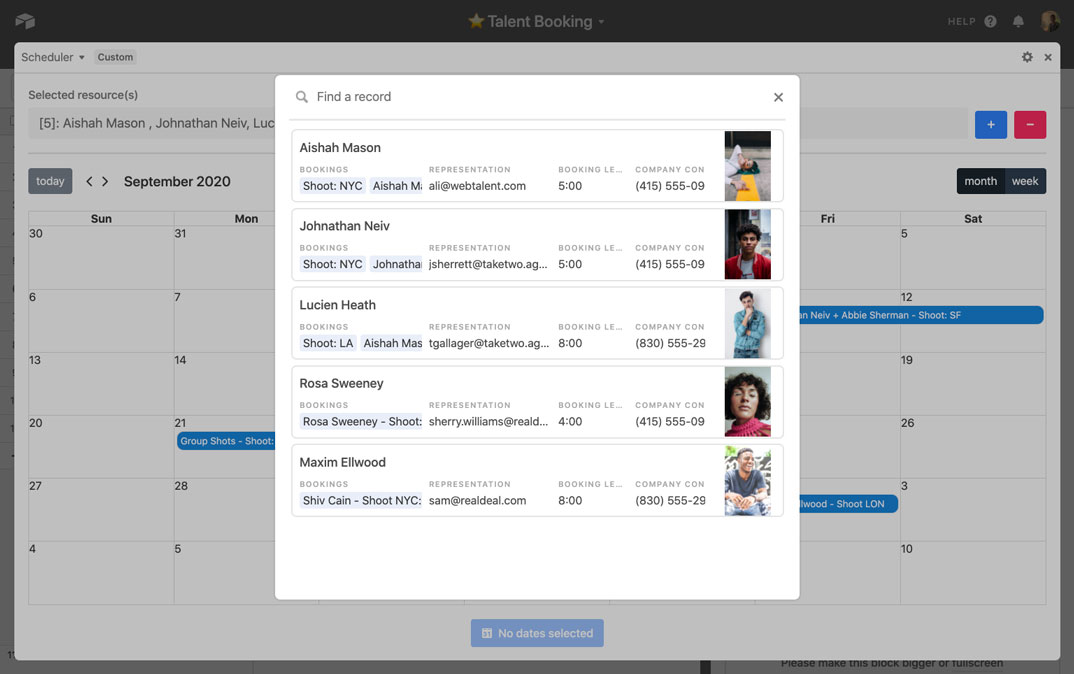 Talent Booking
HELP
Scheduler
Custom
Selected resource(s)
[5]: Aishah Mason , Johnathan Neiv, Luc
+
−
today
September 2020
month
week
Sun
Mon
Fri
Sat
30
31
5
6
7
12
an Neiv + Abbie Sherman - Shoot: SF
13
14
19
20
21
26
Group Shots - Shoot:
27
28
3
llwood - Shoot LON
4
5
10
No dates selected
Please make this block bigger or fullscreen
Find a record
Aishah Mason
BOOKINGS REPRESENTATION BOOKING LE... COMPANY CON
Shoot: NYC Aishah Ma ali@webtalent.com 5:00 (415) 555-09
Johnathan Neiv
BOOKINGS REPRESENTATION BOOKING LE... COMPANY CON
Shoot: NYC Johnatha jsherrett@taketwo.ag... 5:00 (415) 555-09
Lucien Heath
BOOKINGS REPRESENTATION BOOKING LE... COMPANY CON
Shoot: LA Aishah Mas tgallager@taketwo.ag... 8:00 (830) 555-29
Rosa Sweeney
BOOKINGS REPRESENTATION BOOKING LE... COMPANY CON
Rosa Sweeney - Shoot: sherry.williams@reald... 4:00 (415) 555-09
Maxim Ellwood
BOOKINGS REPRESENTATION BOOKING LE... COMPANY CON
Shiv Cain - Shoot NYC: sam@realdeal.com 8:00 (830) 555-29